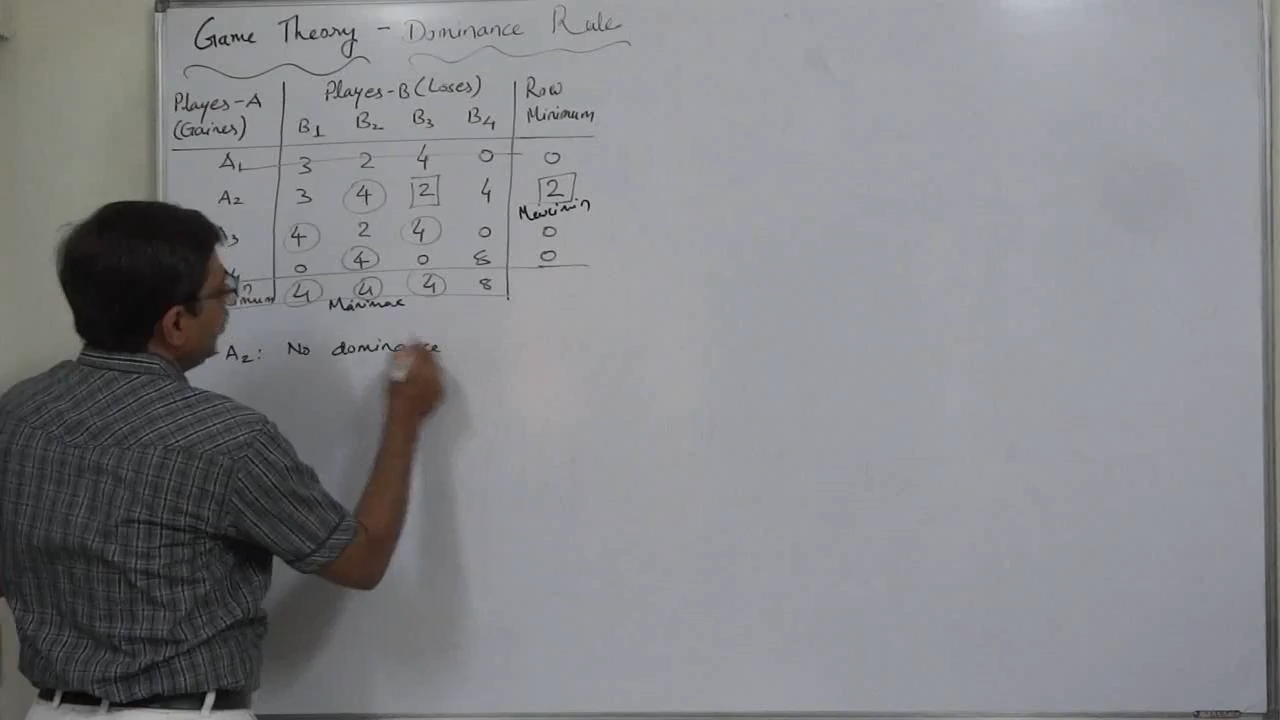 Game Theory - Dominance Rule
Player-A Player-B (Loses) Row
(Gainer) B1 B2 B3 B4 Minimum
A1 3 2 4 0 0
A2 3 4 2 4 2
Maximin
3 4 2 4 0 0
0 4 0 8 0
4 4 4 8
Minimax
A2: No dominance